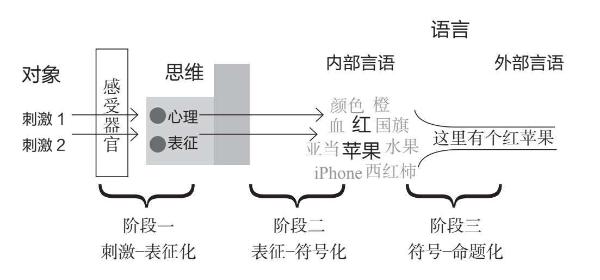 语言
对象
感受器官
思维
内部言语
外部言语
刺激 1
刺激 2
心理
表征
颜色 橙
血 红 国旗
亚当 苹果 水果
iPhone 西红柿
这里有个红苹果
阶段一
刺激–表征化
阶段二
表征–符号化
阶段三
符号–命题化